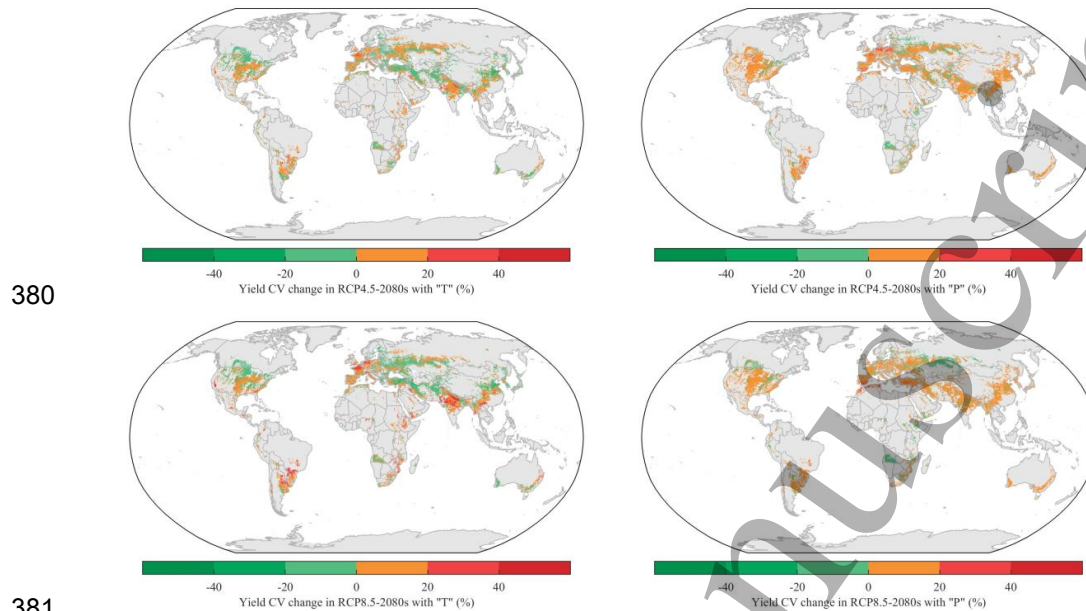 -40 -20 0 20 40
Yield CV change in RCP4.5-2080s with "T" (%)
-40 -20 0 20 40
Yield CV change in RCP4.5-2080s with "P" (%)
380
-40 -20 0 20 40
Yield CV change in RCP8.5-2080s with "T" (%)
-40 -20 0 20 40
Yield CV change in RCP8.5-2080s with "P" (%)
381
nuscri